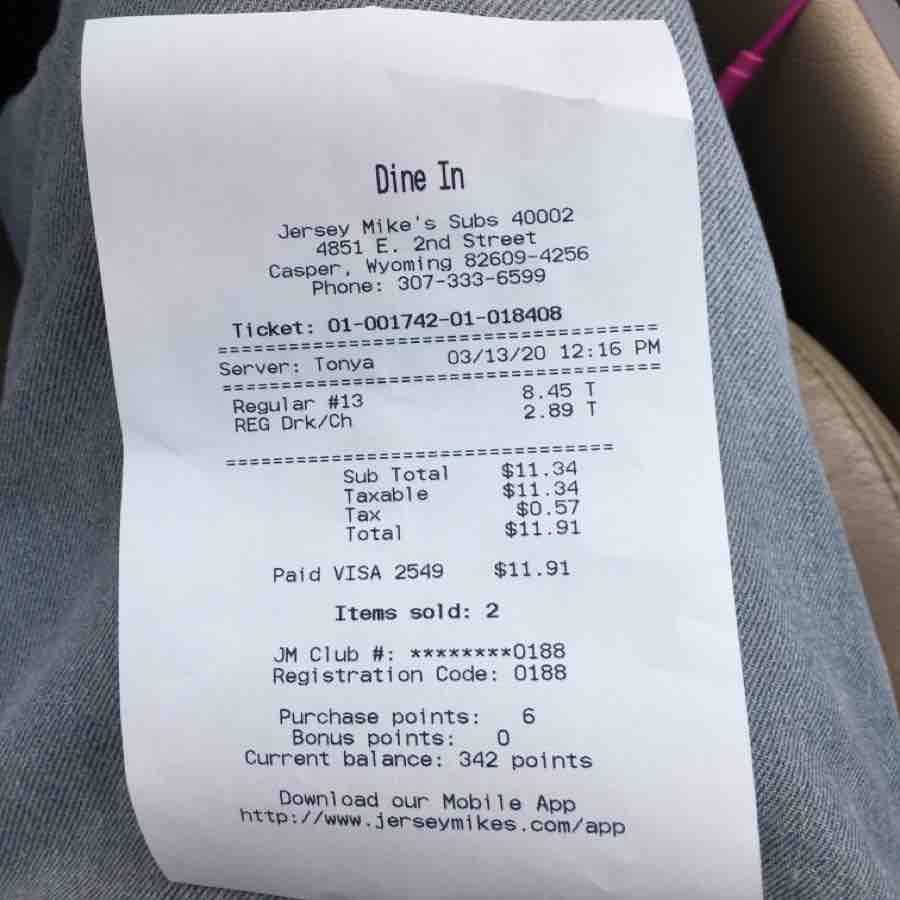 Dine In
Jersey Mike's Subs 40002
4851 E. 2nd Street
Casper, Wyoming 82609-4256
Phone: 307-333-6599
Ticket: 01-001742-01-018408
======================================
Server: Tonya 03/13/20 12:16 PM
======================================
Regular #13 8.45 T
REG Drk/Ch 2.89 T
==================================
Sub Total $11.34
Taxable $11.34
Tax $0.57
Total $11.91
Paid VISA 2549 $11.91
Items sold: 2
JM Club #: ********0188
Registration Code: 0188
Purchase points: 6
Bonus points: 0
Current balance: 342 points
Download our Mobile App
http://www.jerseymikes.com/app